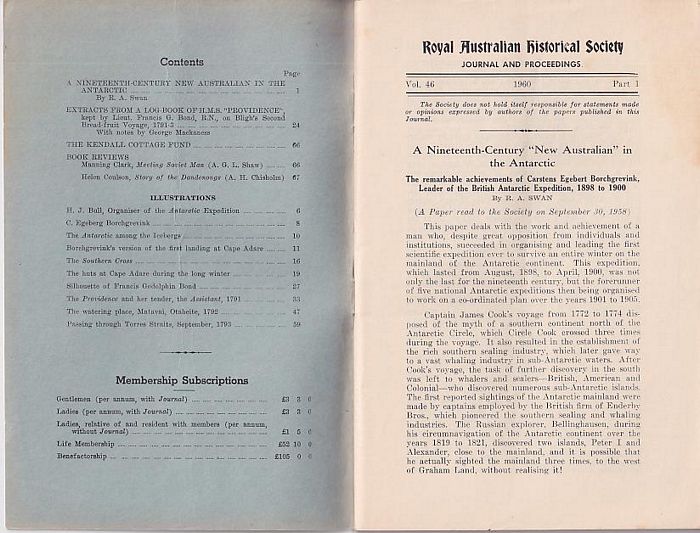 Contents
Page
A NINETEENTH-CENTURY NEW AUSTRALIAN IN THE
ANTARCTIC 1
By R. A. Swan
EXTRACTS FROM A LOG-BOOK OF H.M.S. "PROVIDENCE",
kept by Lieut. Francis G. Bond, R.N., on Bligh's Second
Bread-fruit Voyage, 1791-3 24
With notes by George Mackaness
THE KENDALL COTTAGE FUND 66
BOOK REVIEWS
Manning Clark, Meeting Soviet Man (A. G. L. Shaw) 66
Helen Coulson, Story of the Dandenongs (A. H. Chisholm) 67
ILLUSTRATIONS
H. J. Bull, Organiser of the Antarctic Expedition 6
C. Egeberg Borchgrevink 8
The Antarctic among the Icebergs 10
Borchgrevink's version of the first landing at Cape Adare 11
The Southern Cross 16
The huts at Cape Adare during the long winter 19
Silhouette of Francis Godolphin Bond 27
The Providence and her tender, the Assistant, 1791 33
The watering place, Matavai, Otaheite, 1792 47
Passing through Torres Straits, September, 1793 59
Membership Subscriptions
Gentlemen (per annum, with Journal) £3 3 0
Ladies (per annum, with Journal) £3 3 0
Ladies, relative of and resident with members (per annum,
without Journal) £1 5 0
Life Membership £52 10 0
Benefactorship £105 0 0
Royal Australian Historical Society
JOURNAL AND PROCEEDINGS
Vol. 46 1960 Part 1
The Society does not hold itself responsible for statements made
or opinions expressed by authors of the papers published in this
Journal.
A Nineteenth-Century "New Australian" in
the Antarctic
The remarkable achievements of Carstens Egebert Borchgrevink,
Leader of the British Antarctic Expedition, 1898 to 1900
By R. A. SWAN
(A Paper read to the Society on September 30, 1958)
This paper deals with the work and achievement of a
man who, despite great opposition from individuals and
institutions, succeeded in organising and leading the first
scientific expedition ever to survive an entire winter on the
mainland of the Antarctic continent. This expedition,
which lasted from August, 1898, to April, 1900, was not
only the last for the nineteenth century, but the forerunner
of five national Antarctic expeditions then being organised
to work on a co-ordinated plan over the years 1901 to 1905.
Captain James Cook's voyage from 1772 to 1774 dis-
posed of the myth of a southern continent north of the
Antarctic Circle, which Circle Cook crossed three times
during the voyage. It also resulted in the establishment of
the rich southern sealing industry, which later gave way
to a vast whaling industry in sub-Antarctic waters. After
Cook's voyage, the task of further discovery in the south
was left to whalers and sealers—British, American and
Colonial—who discovered numerous sub-Antarctic islands.
The first reported sightings of the Antarctic mainland were
made by captains employed by the British firm of Enderby
Bros., which pioneered the southern sealing and whaling
industries. The Russian explorer, Bellinghausen, during
his circumnavigation of the Antarctic continent over the
years 1819 to 1821, discovered two islands, Peter I and
Alexander, close to the mainland, and it is possible that
he actually sighted the mainland three times, to the west
of Graham Land, without realising it!